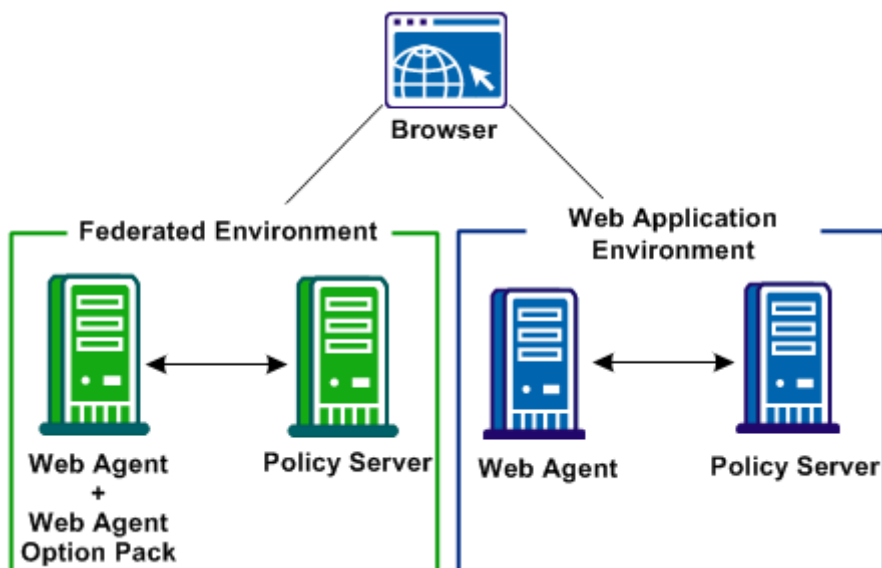 Browser
Federated Environment
Web Application
Environment
Web Agent
+
Web Agent
Option Pack
Policy Server
Web Agent
Policy Server